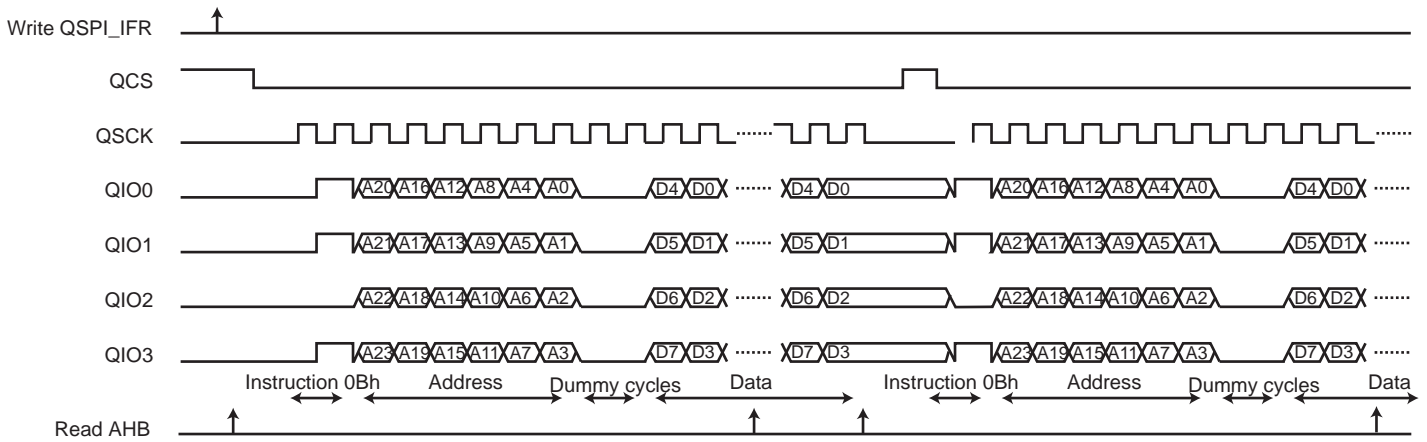 Write QSPI_IFR
QCS
QSCK
QIO0 A20 A16 A12 A8 A4 A0 D4 D0 D4 D0 A20 A16 A12 A8 A4 A0 D4 D0
QIO1 A21 A17 A13 A9 A5 A1 D5 D1 D5 D1 A21 A17 A13 A9 A5 A1 D5 D1
QIO2 A22 A18 A14 A10 A6 A2 D6 D2 D6 D2 A22 A18 A14 A10 A6 A2 D6 D2
QIO3 A23 A19 A15 A11 A7 A3 D7 D3 D7 D3 A23 A19 A15 A11 A7 A3 D7 D3
Instruction 0Bh Address Dummy cycles Data Instruction 0Bh Address Dummy cycles Data
Read AHB